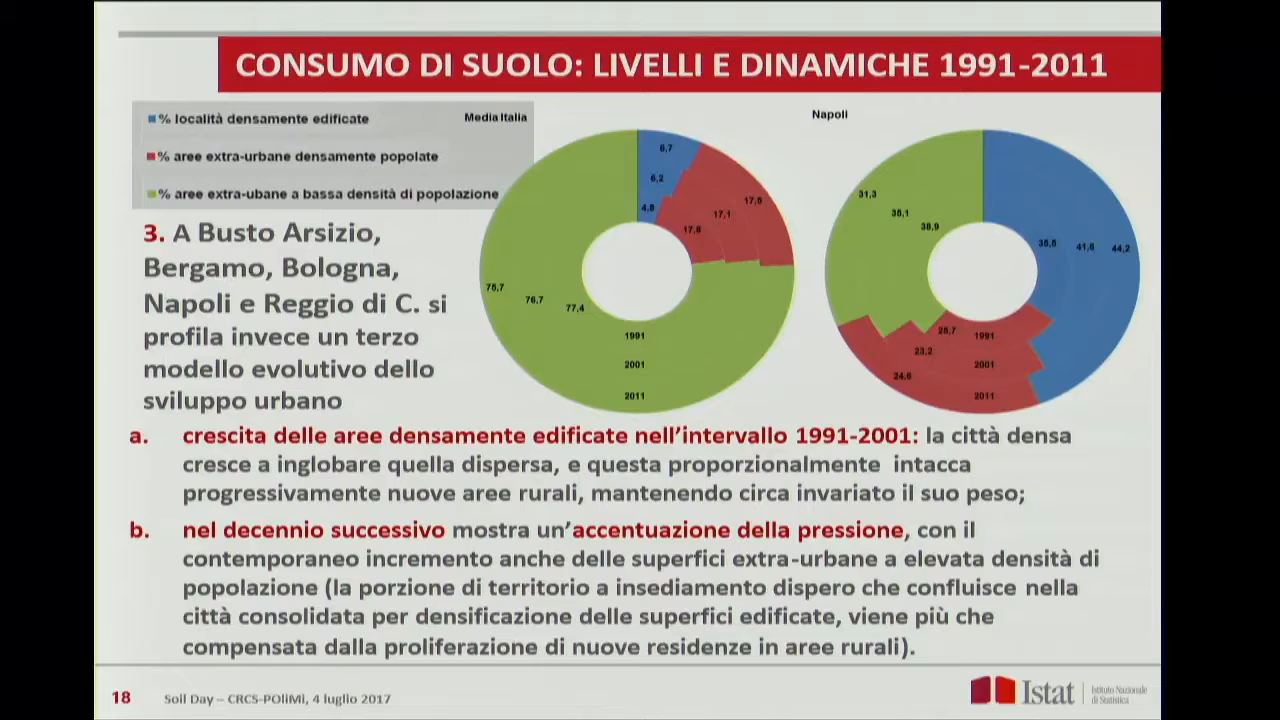 CONSUMO DI SUOLO: LIVELLI E DINAMICHE 1991-2011
% località densamente edificate
% aree extra-urbane densamente popolate
% aree extra-ubane a bassa densità di popolazione
Media Italia
6,7
6,2
4,8
17,1
17,8
75,7
76,7
77,4
1991
2001
2011
Napoli
31,3
38,9
41,6
44,2
23,2
24,6
1991
2001
2011
3. A Busto Arsizio,
Bergamo, Bologna,
Napoli e Reggio di C. si
profila invece un terzo
modello evolutivo dello
sviluppo urbano
a. crescita delle aree densamente edificate nell'intervallo 1991-2001: la città densa
cresce a inglobare quella dispersa, e questa proporzionalmente intacca
progressivamente nuove aree rurali, mantenendo circa invariato il suo peso;
b. nel decennio successivo mostra un'accentuazione della pressione, con il
contemporaneo incremento anche delle superfici extra-urbane a elevata densità di
popolazione (la porzione di territorio a insediamento dispero che confluisce nella
città consolidata per densificazione delle superfici edificate, viene più che
compensata dalla proliferazione di nuove residenze in aree rurali).
18
Soil Day – CRCS-POliMi, 4 luglio 2017
Istat
Istituto Nazionale
di Statistica